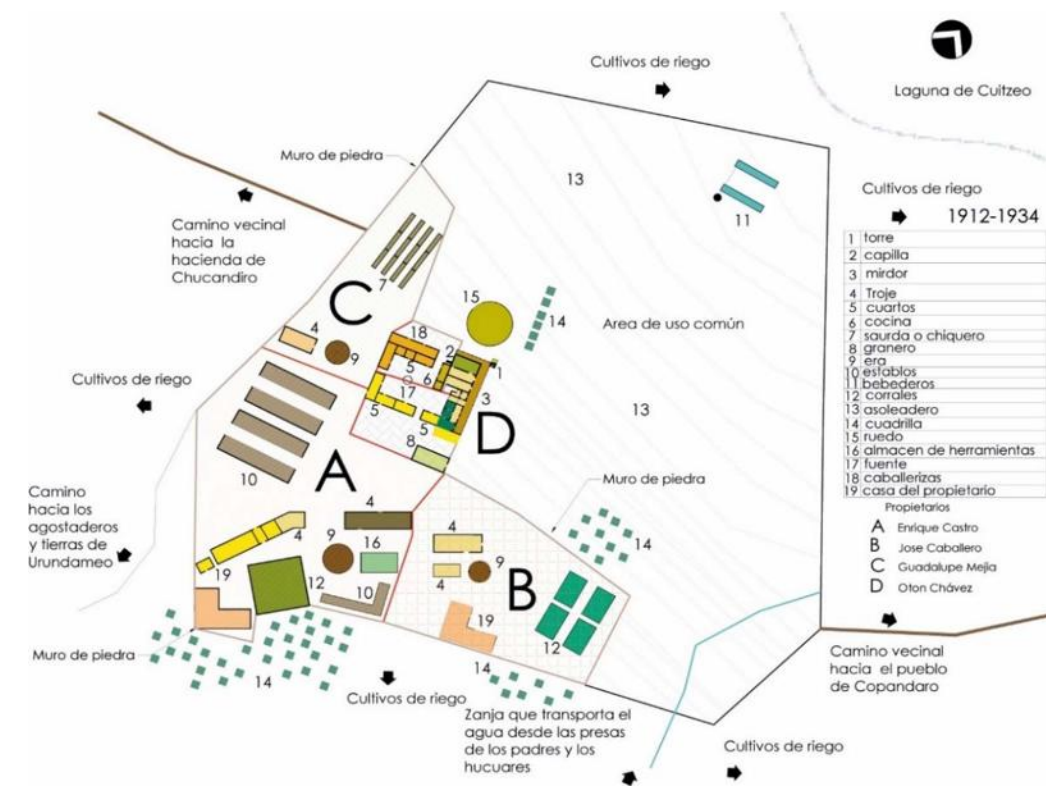 Cultivos de riego
Laguna de Cuitzeo
Muro de piedra
13
11
Camino vecinal
hacia la
hacienda de
Chucandiro
7
C
4
9
15
14
Area de uso común
18
2
5
6
1
17
3
5
5
8
D
13
Cultivos de riego
10
A
Muro de piedra
14
Camino
hacia los
agostaderos
y tierras de
Urundameo
4
4
9
16
19
12
10
4
9
4
B
19
12
Muro de piedra
14
14
Cultivos de riego
Zanja que transporta el
agua desde las presas
de los padres y los
hucuares
Cultivos de riego
Camino vecinal
hacia el pueblo
de Copandaro
Cultivos de riego
1912-1934
1 torre
2 capilla
3 mirdor
4 Troje
5 cuartos
6 cocina
7 saurda o chiquero
8 granero
9 era
10 establos
11 bebederos
12 corrales
13 asoleadero
14 cuadrilla
15 ruedo
16 almacen de herramientas
17 fuente
18 caballerizas
19 casa del propietario
Propietarios
A Enrique Castro
B Jose Caballero
C Guadalupe Mejia
D Oton Chávez